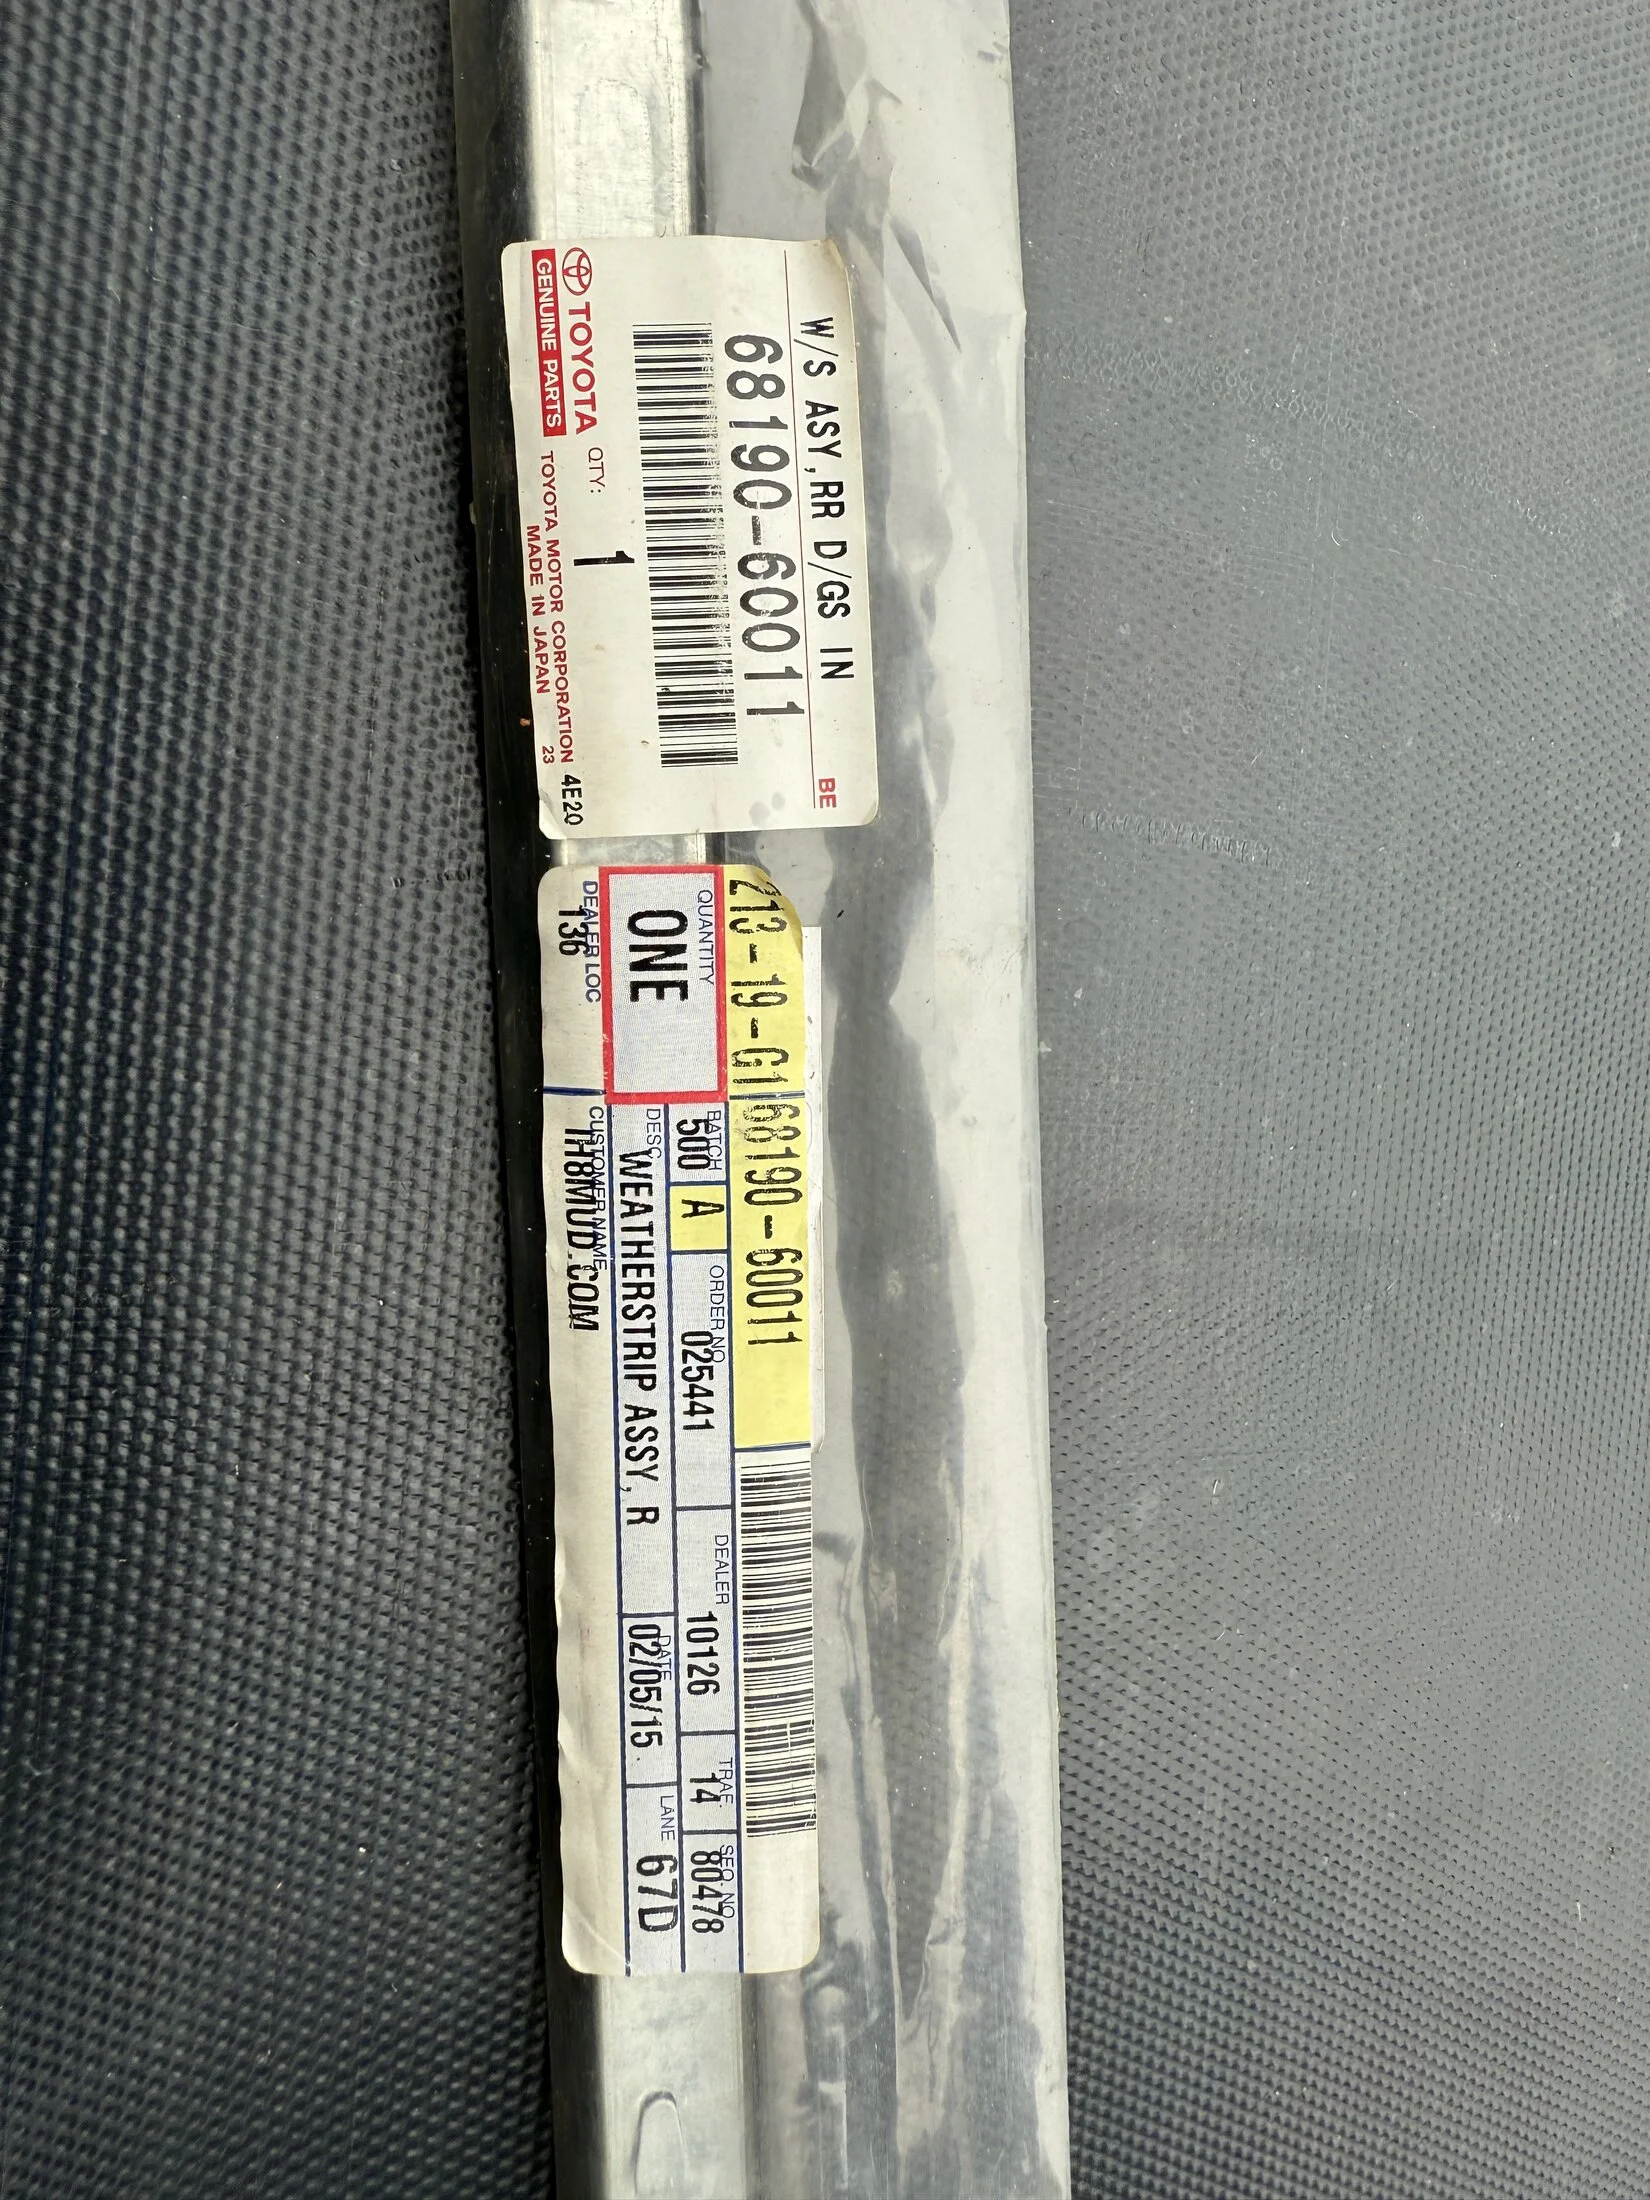 W/S ASY,RR D/GS IN
BE
68190-60011
TOYOTA
GENUINE PARTS
QTY: 1
TOYOTA MOTOR CORPORATION
MADE IN JAPAN
23
4E20
Z13-19-G1 68190-60011
QUANTITY
ONE
BATCH
500 A
ORDER NO
025441
DEALER
10126
TRAF.
14
SEQ. NO
80478
DESC
WEATHERSTRIP ASSY, R
DATE
02/05/15
LANE
67D
DEALER LOC
136
CUSTOMER NAME
IH8MUD.COM